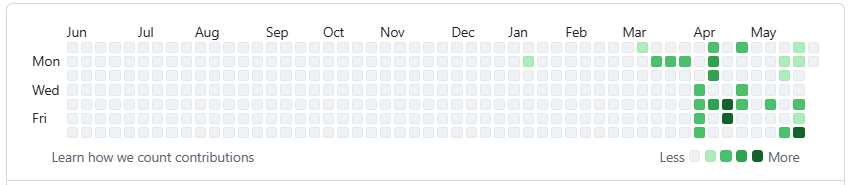 Jun Jul Aug Sep Oct Nov Dec Jan Feb Mar Apr May
Mon
Wed
Fri
Learn how we count contributions Less More